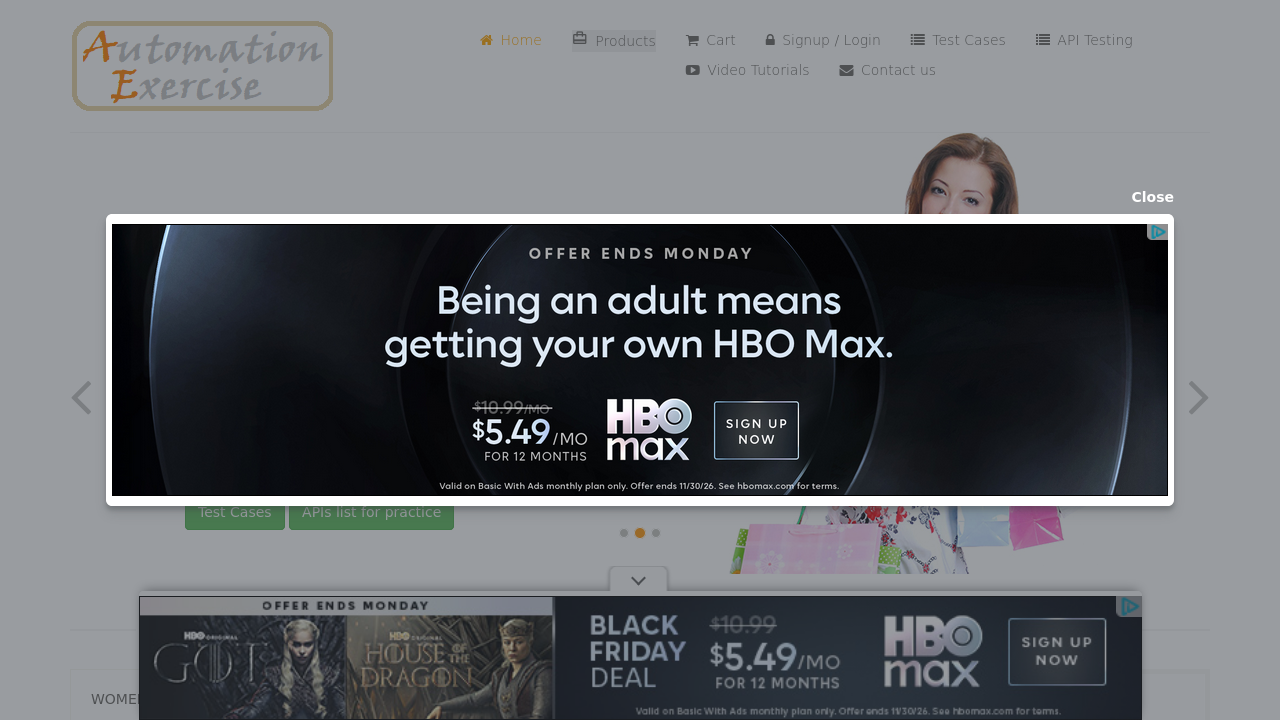 Automation
Exercise
Home
Products
Cart
Signup / Login
Test Cases
API Testing
Video Tutorials
Contact us
Close
OFFER ENDS MONDAY
Being an adult means
getting your own HBO Max.
$10.99/MO
$5.49/MO
FOR 12 MONTHS
HBO
max
SIGN UP
NOW
Valid on Basic With Ads monthly plan only. Offer ends 11/30/26. See hbomax.com for terms.
Test Cases
APIs list for practice
OFFER ENDS MONDAY
HBO ORIGINAL
GOT
HBO ORIGINAL
HOUSE OF THE
DRAGON
BLACK
FRIDAY
DEAL
$10.99
$5.49/MO
FOR 12 MONTHS
HBO
max
SIGN UP
NOW
Valid on Basic With Ads monthly plan only. Offer ends 11/30/26. See hbomax.com for terms.